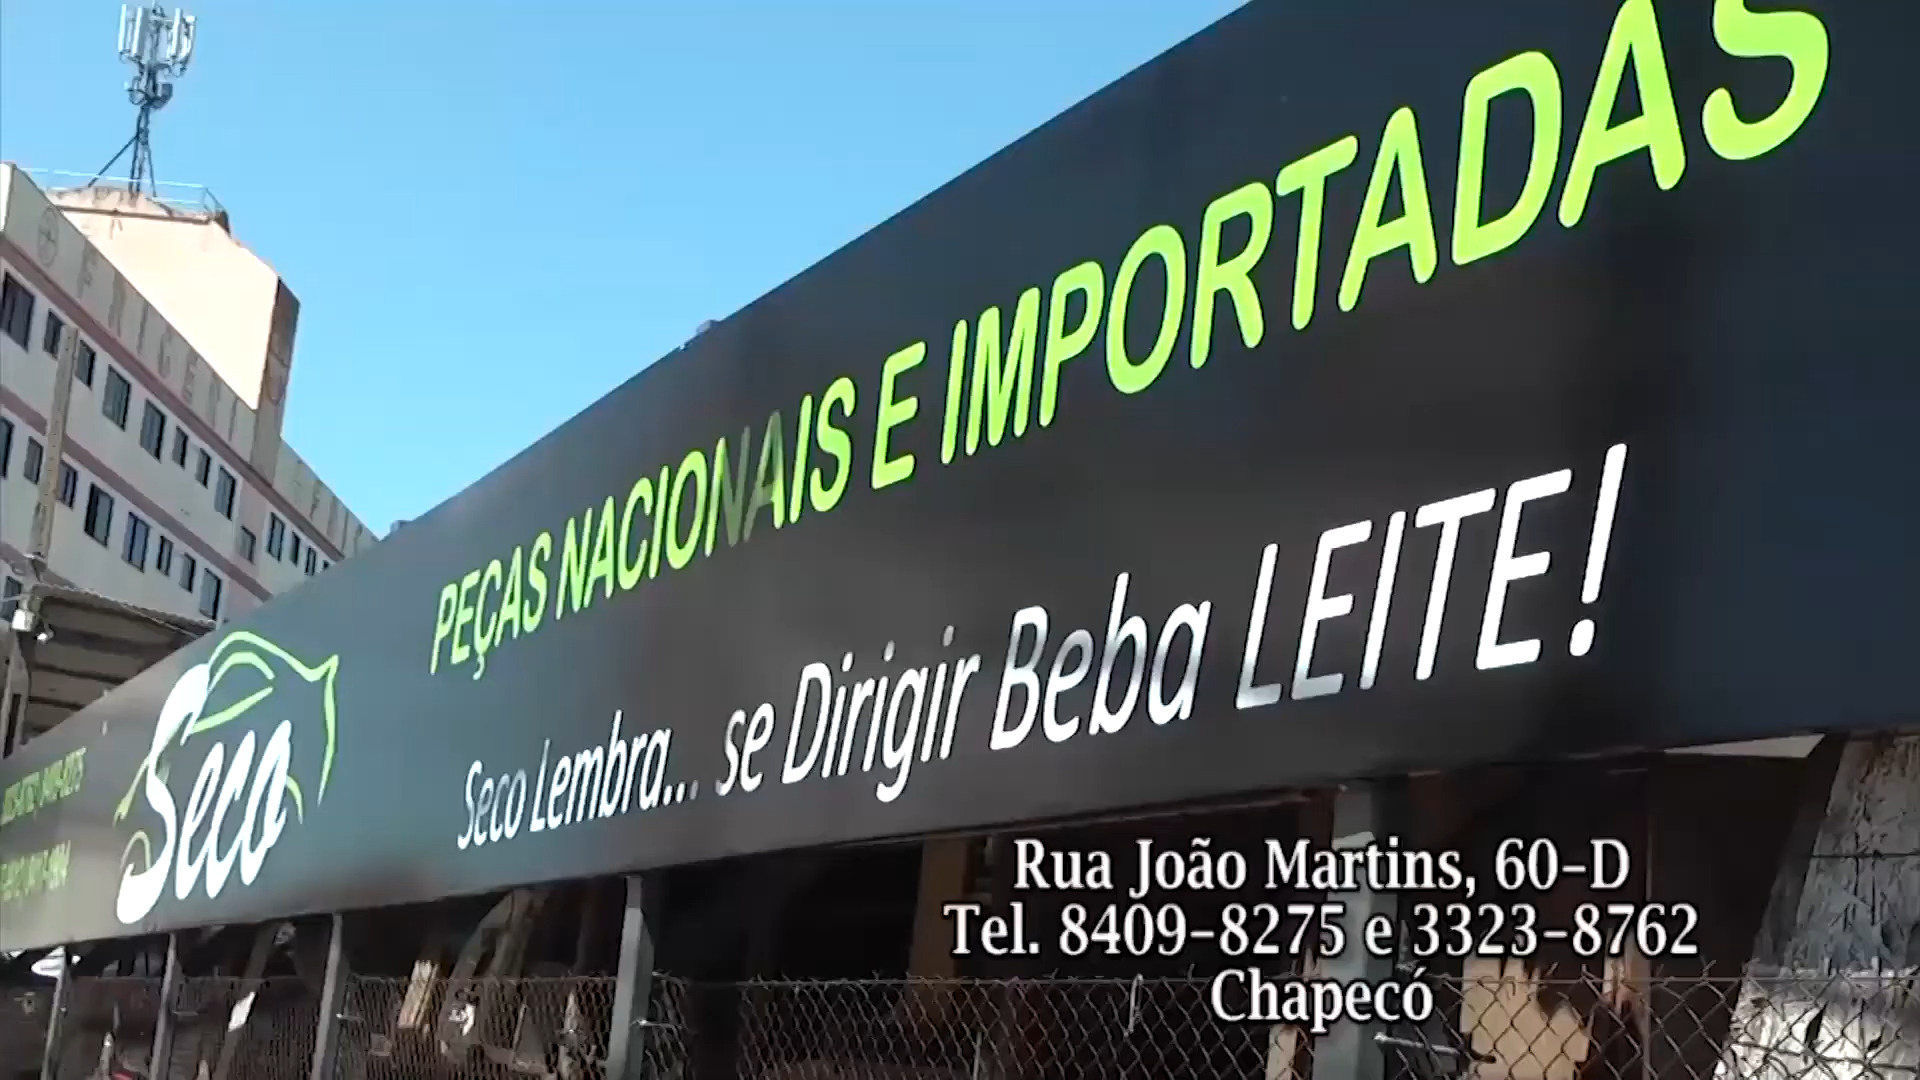 PEÇAS NACIONAIS E IMPORTADAS
Seco
Seco Lembra... se Dirigir Beba LEITE!
Rua João Martins, 60-D
Tel. 8409-8275 e 3323-8762
Chapecó